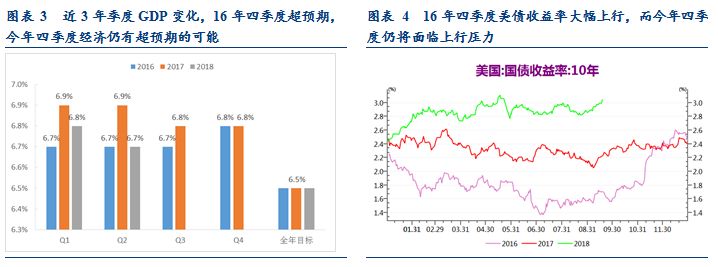 图表 3 近 3 年季度 GDP 变化，16 年四季度超预期，
今年四季度经济仍有超预期的可能
2016 2017 2018
7.0%
6.9%
6.8%
6.7%
6.6%
6.5%
6.4%
6.3%
6.7% 6.9% 6.8%
6.7% 6.9% 6.7%
6.7% 6.8%
6.8% 6.8%
6.5%
Q1 Q2 Q3 Q4 全年目标
图表 4 16 年四季度美债收益率大幅上行，而今年四季
度仍将面临上行压力
美国:国债收益率:10年
(%) (%)
3.0 3.0
2.8 2.8
2.6 2.6
2.4 2.4
2.2 2.2
2.0 2.0
1.8 1.8
1.6 1.6
1.4 1.4
01.31 02.29 03.31 04.30 05.31 06.30 07.31 08.31 09.30 10.31 11.30
2016 2017 2018